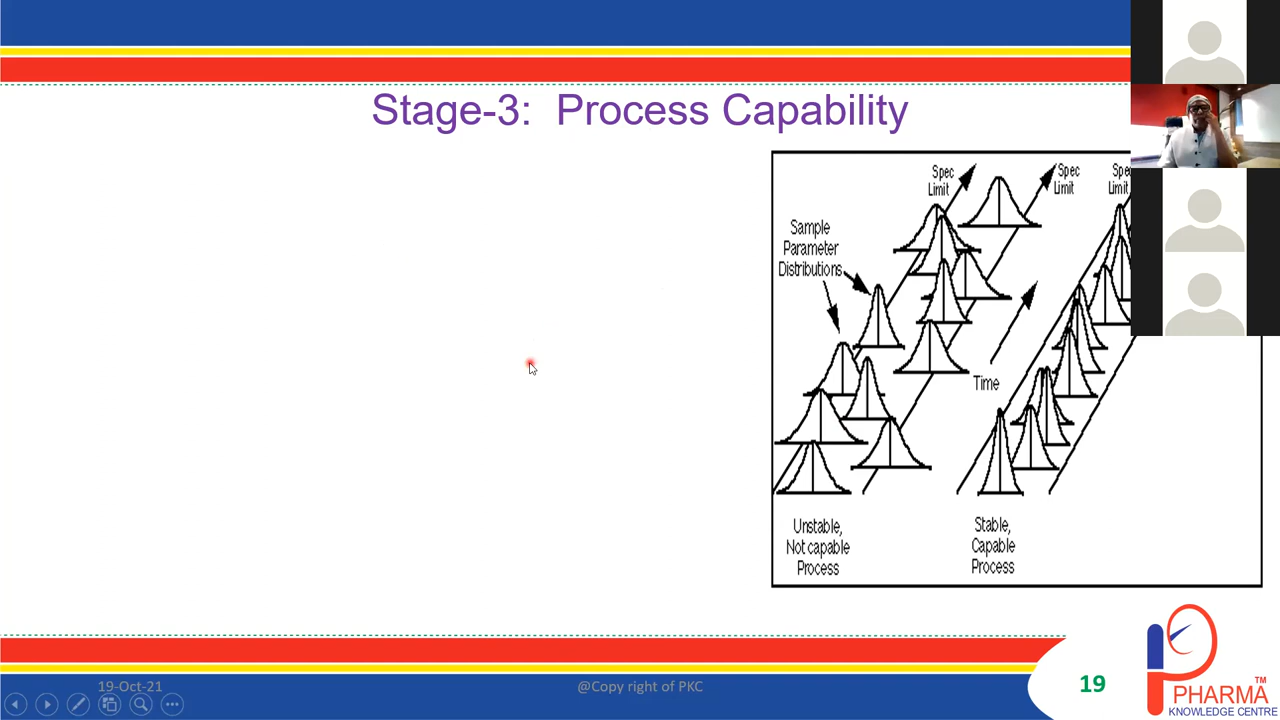 Stage-3: Process Capability
Spec
Limit
Spec
Limit
Spec
Limit
Sample
Parameter
Distributions
Time
Unstable,
Not capable
Process
Stable,
Capable
Process
19-Oct-21
@Copy right of PKC
19
PHARMA
TM
KNOWLEDGE CENTRE